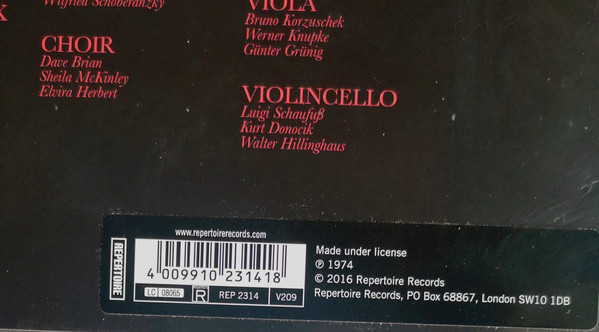 Wilfried Schoberanzky
X
CHOIR
Dave Brian
Sheila McKinley
Elvira Herbert
VIOLA
Bruno Korzuschek
Werner Knupke
Günter Grünig
VIOLINCELLO
Luigi Schaufuß
Kurt Donocik
Walter Hillinghaus
REPERTOIRE
www.repertoirerecords.com
4 009910 231418
LC 08065
R
REP 2314
V209
Made under license
℗ 1974
© 2016 Repertoire Records
Repertoire Records, PO Box 68867, London SW10 1DB